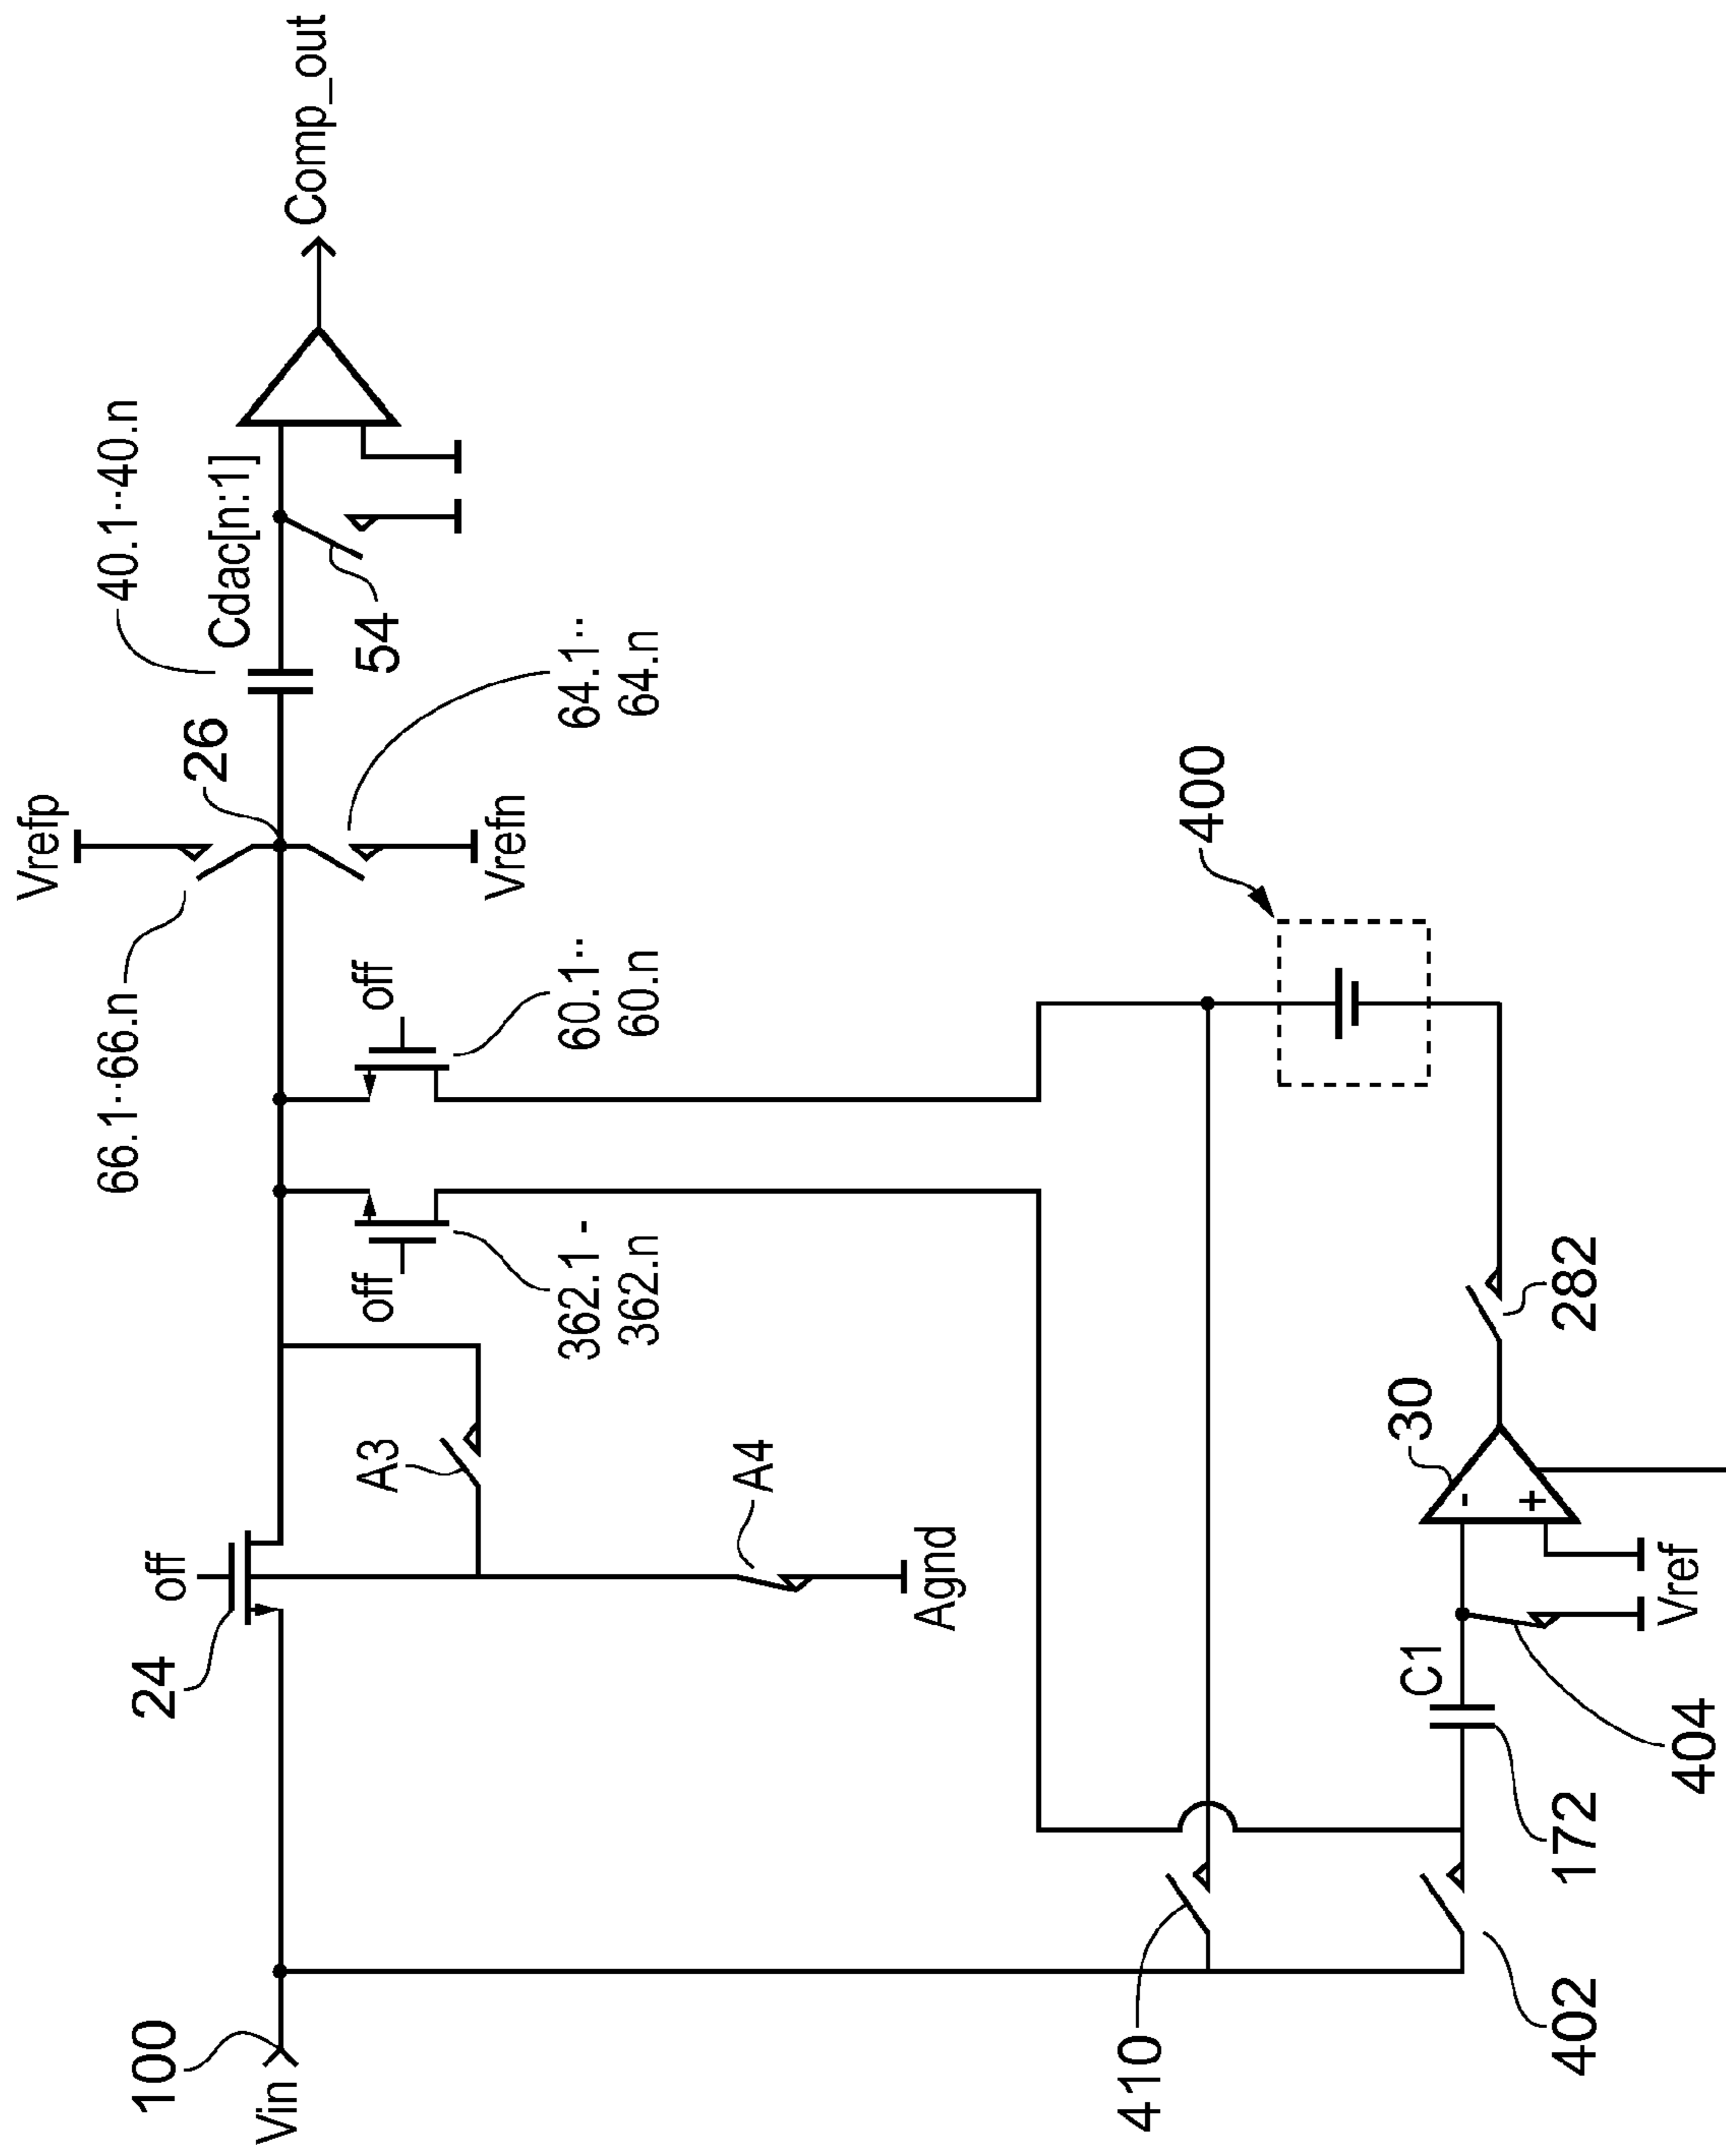 Vin
100
24
off
A3
A4
Agnd
off
362.1 -
362.n
off
60.1··
60.n
66.1··66.n
Vrefp
26
Vrefn
64.1··
64.n
40.1··40.n
Cdac[n:1]
54
Comp_out
400
410
402
172
C1
404
Vref
-
+
30
282